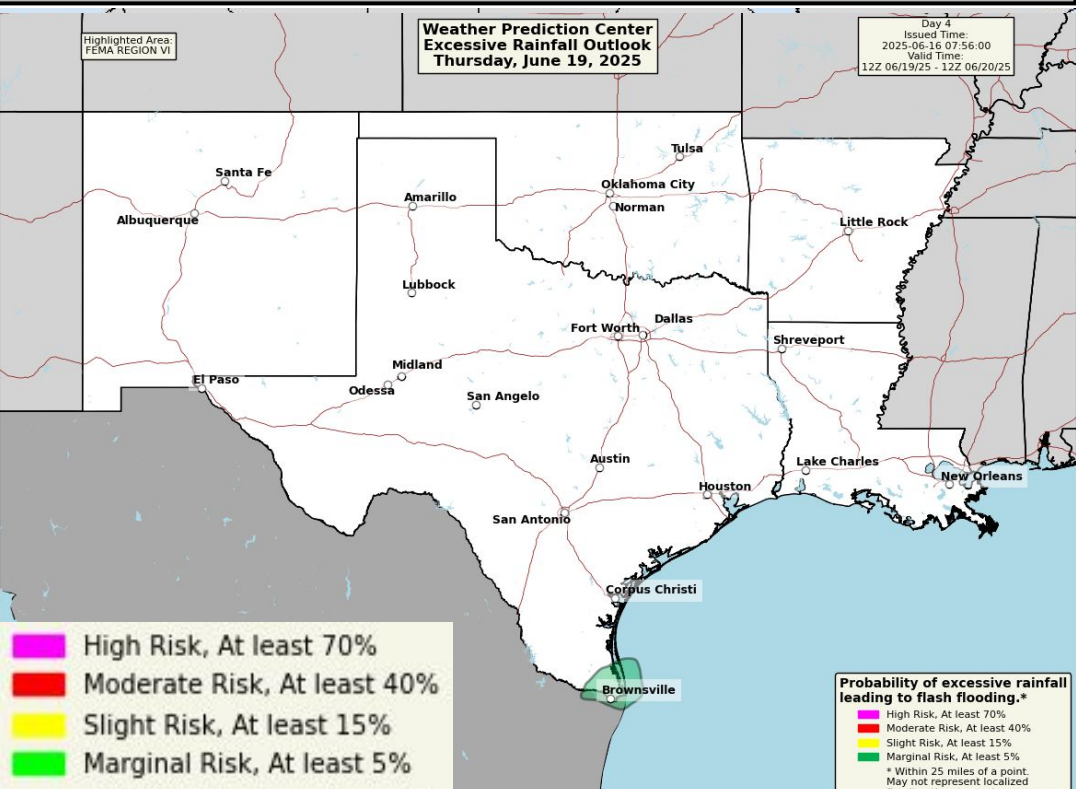 Weather Prediction Center
Excessive Rainfall Outlook
Thursday, June 19, 2025
Highlighted Area:
FEMA REGION VI
Day 4
Issued Time:
2025-06-16 07:56:00
Valid Time:
12Z 06/19/25 - 12Z 06/20/25
Tulsa
Santa Fe
Oklahoma City
Amarillo
Norman
Albuquerque
Little Rock
Lubbock
Dallas
Fort Worth
Shreveport
Midland
El Paso
Odessa
San Angelo
Austin
Lake Charles
New Orleans
Houston
San Antonio
Corpus Christi
Brownsville
High Risk, At least 70%
Moderate Risk, At least 40%
Slight Risk, At least 15%
Marginal Risk, At least 5%
Probability of excessive rainfall
leading to flash flooding.*
High Risk, At least 70%
Moderate Risk, At least 40%
Slight Risk, At least 15%
Marginal Risk, At least 5%
* Within 25 miles of a point.
May not represent localized